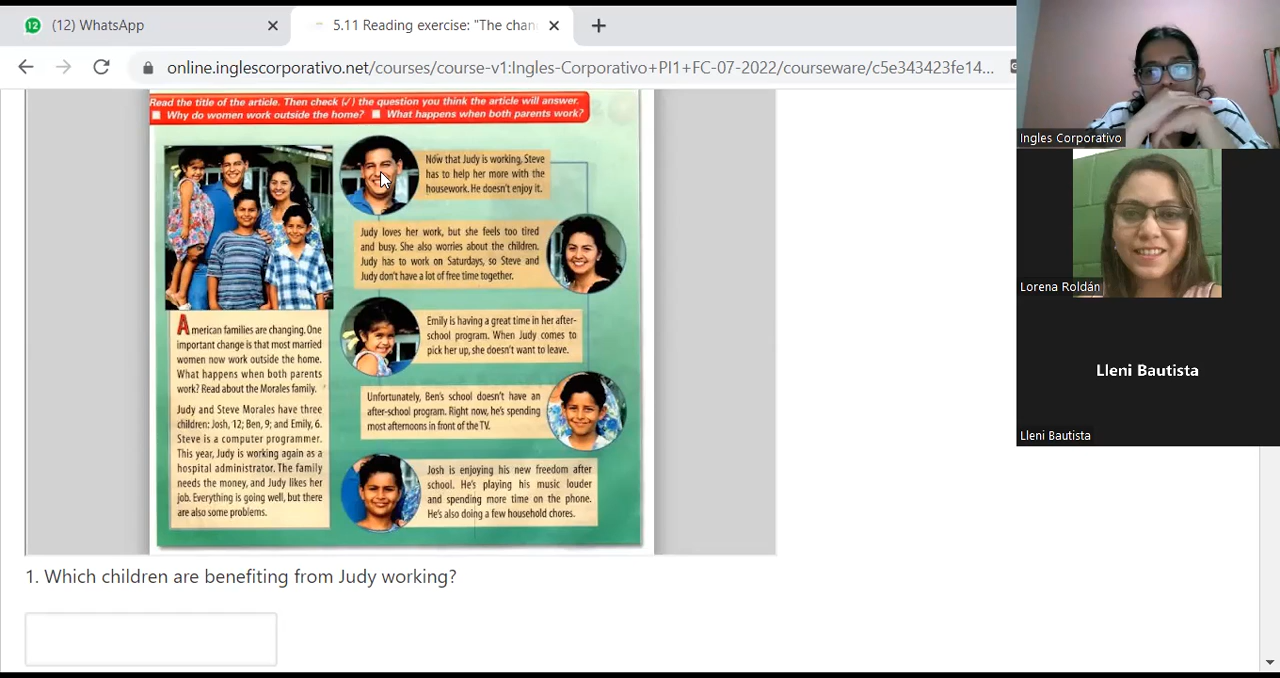 (12) WhatsApp
5.11 Reading exercise: "The chan
online.inglescorporativo.net/courses/course-v1:Ingles-Corporativo+PI1+FC-07-2022/courseware/c5e343423fe14...
Read the title of the article. Then check (✓) the question you think the article will answer.
Why do women work outside the home? What happens when both parents work?
Now that Judy is working, Steve
has to help her more with the
housework. He doesn't enjoy it.
Judy loves her work, but she feels too tired
and busy. She also worries about the children.
Judy has to work on Saturdays, so Steve and
Judy don't have a lot of free time together.
Emily is having a great time in her after-
school program. When Judy comes to
pick her up, she doesn't want to leave.
Unfortunately, Ben's school doesn't have an
after-school program. Right now, he's spending
most afternoons in front of the TV.
Josh is enjoying his new freedom after
school. He's playing his music louder
and spending more time on the phone.
He's also doing a few household chores.
American families are changing. One
important change is that most married
women now work outside the home.
What happens when both parents
work? Read about the Morales family.
Judy and Steve Morales have three
children: Josh, 12; Ben, 9; and Emily, 6.
Steve is a computer programmer.
This year, Judy is working again as a
hospital administrator. The family
needs the money, and Judy likes her
job. Everything is going well, but there
are also some problems.
1. Which children are benefiting from Judy working?
Ingles Corporativo
Lorena Roldán
Lleni Bautista
Lleni Bautista